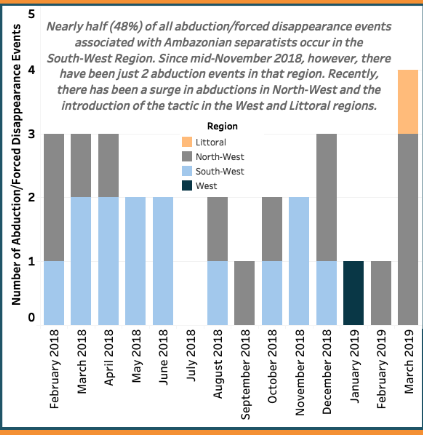 Nearly half (48%) of all abduction/forced disappearance events
associated with Ambazonian separatists occur in the
South-West Region. Since mid-November 2018, however, there
have been just 2 abduction events in that region. Recently,
there has been a surge in abductions in North-West and the
introduction of the tactic in the West and Littoral regions.
Number of Abduction/Forced Disappearance Events
5
4
3
2
1
0
Region
Littoral
North-West
South-West
West
February 2018
March 2018
April 2018
May 2018
June 2018
July 2018
August 2018
September 2018
October 2018
November 2018
December 2018
January 2019
February 2019
March 2019